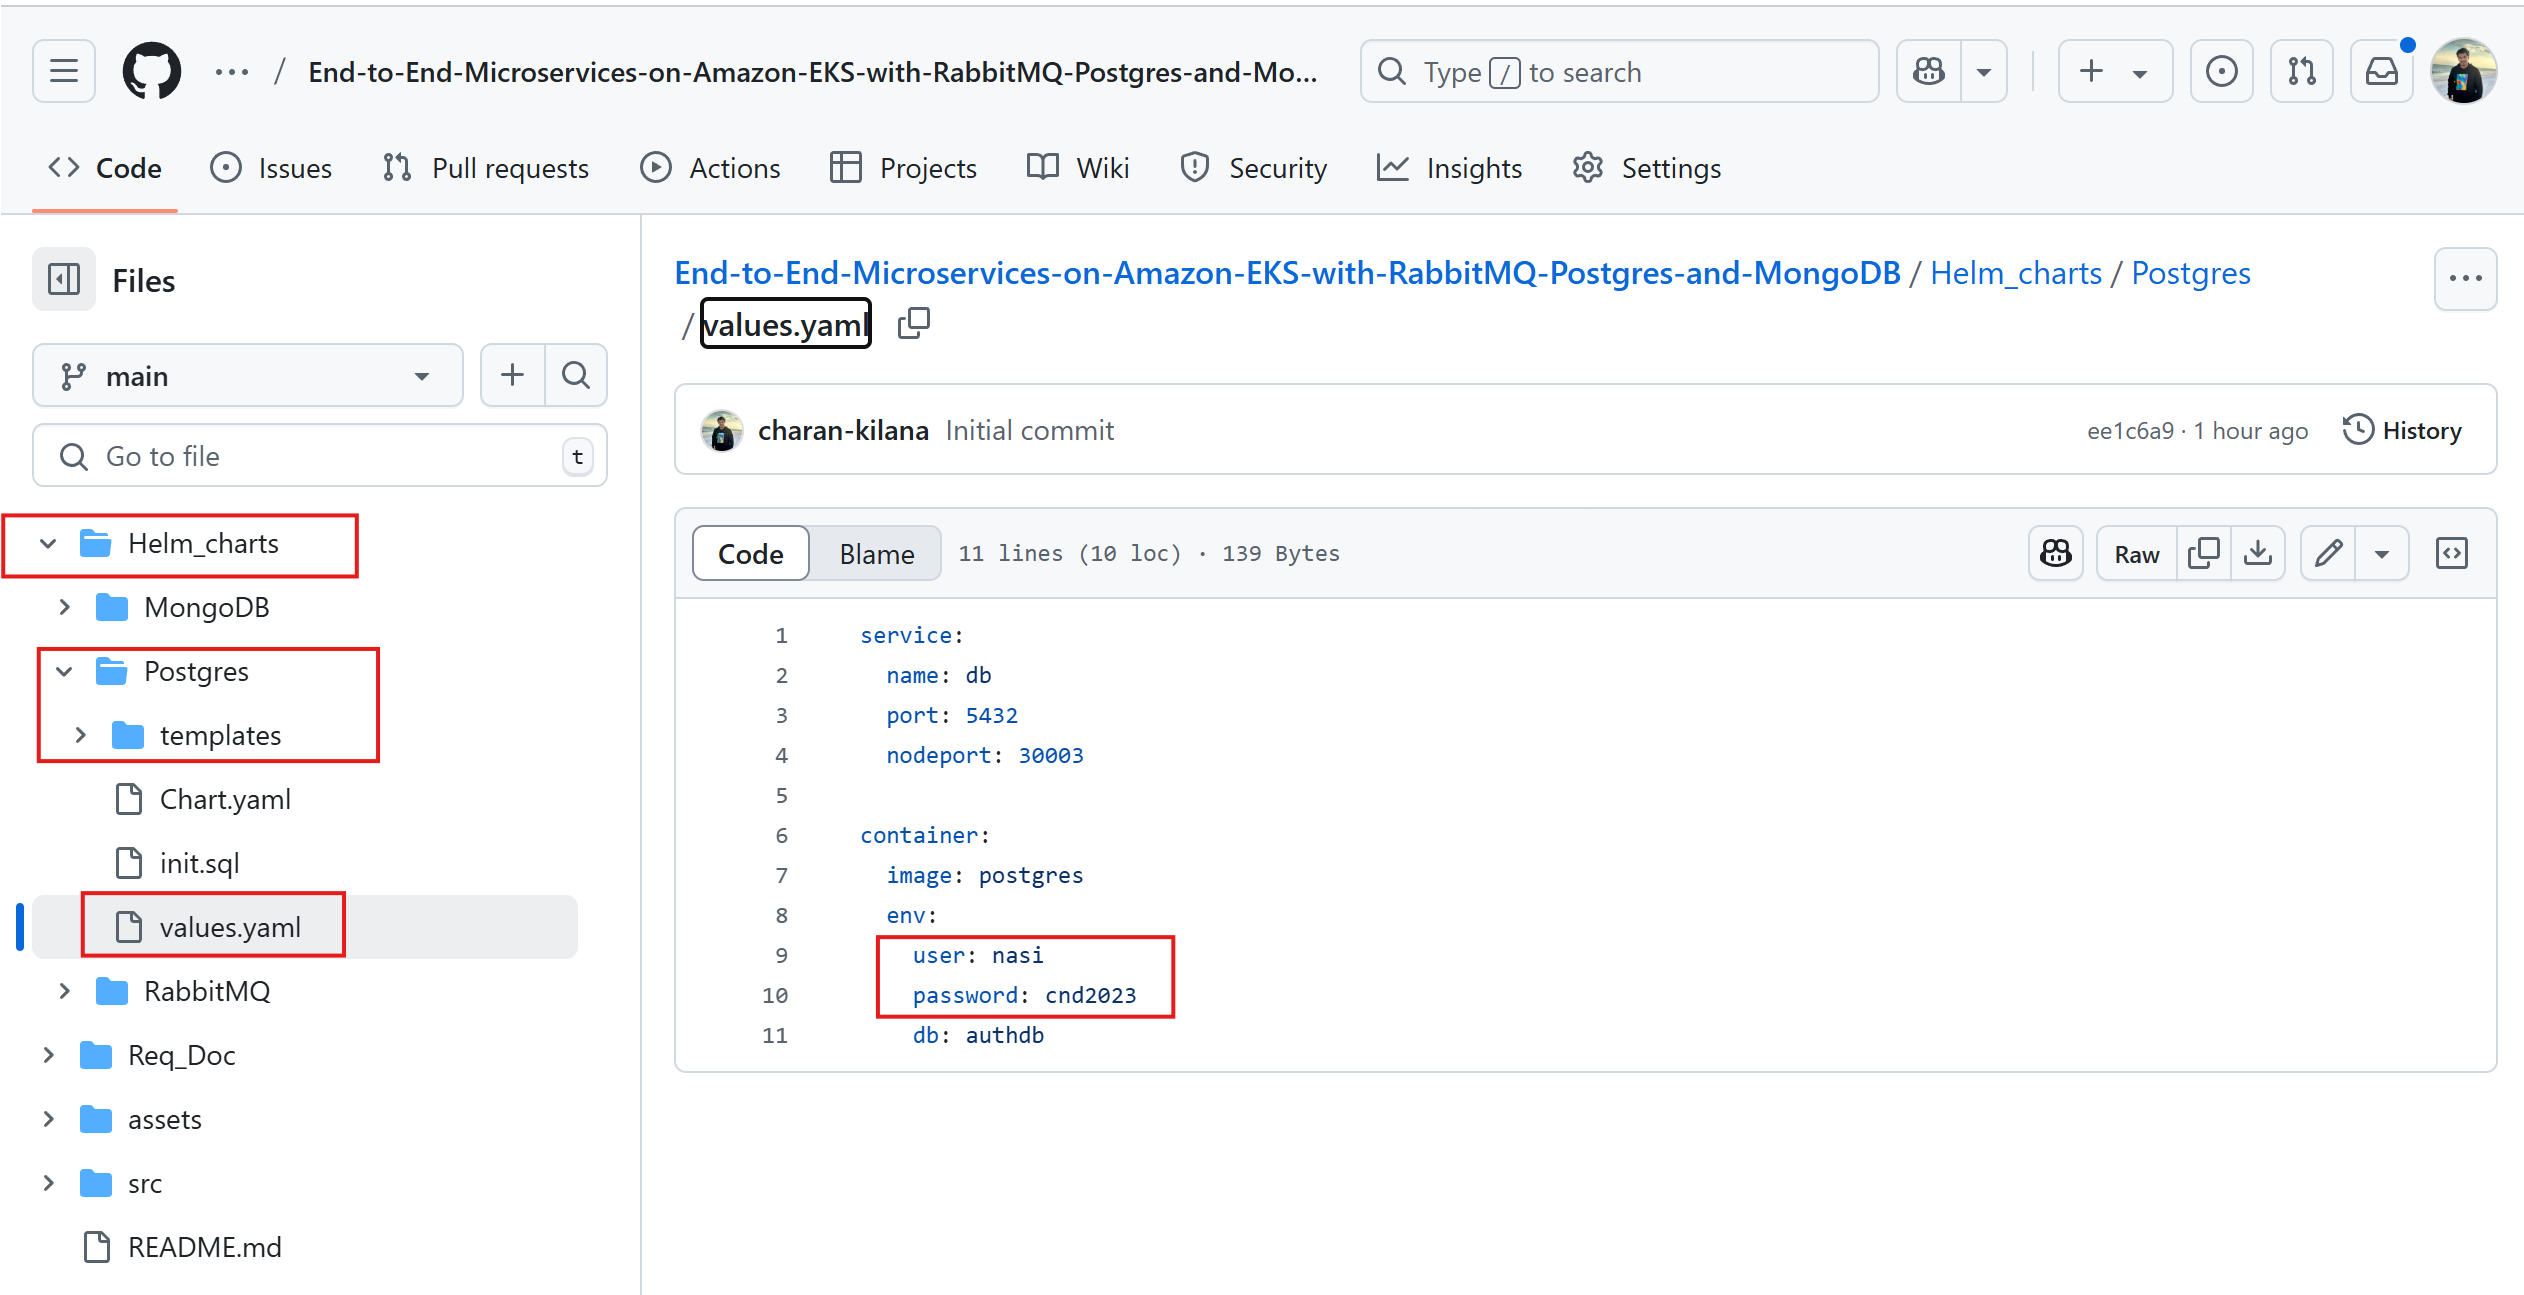 ... / End-to-End-Microservices-on-Amazon-EKS-with-RabbitMQ-Postgres-and-Mo...
Type / to search
Code Issues Pull requests Actions Projects Wiki Security Insights Settings
Files
main
Go to file t
Helm_charts
MongoDB
Postgres
templates
Chart.yaml
init.sql
values.yaml
RabbitMQ
Req_Doc
assets
src
README.md
End-to-End-Microservices-on-Amazon-EKS-with-RabbitMQ-Postgres-and-MongoDB / Helm_charts / Postgres
/ values.yaml
charan-kilana Initial commit ee1c6a9 · 1 hour ago History
Code Blame 11 lines (10 loc) · 139 Bytes Raw
1 service:
2 name: db
3 port: 5432
4 nodeport: 30003
5
6 container:
7 image: postgres
8 env:
9 user: nasi
10 password: cnd2023
11 db: authdb